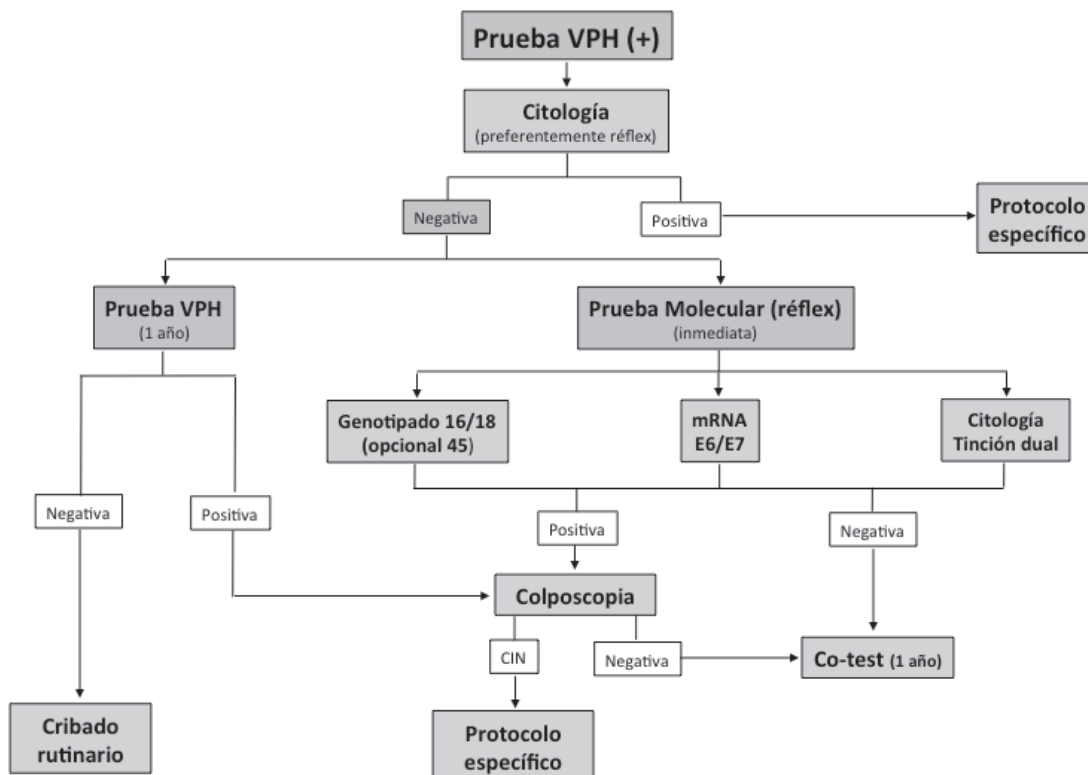 Prueba VPH (+)
Citología
(preferentemente réflex)
Negativa
Positiva
Protocolo
específico
Prueba VPH
(1 año)
Prueba Molecular (réflex)
(inmediata)
Genotipado 16/18
(opcional 45)
mRNA
E6/E7
Citología
Tinción dual
Negativa
Positiva
Positiva
Negativa
Colposcopia
CIN
Negativa
Co-test (1 año)
Cribado
rutinario
Protocolo
específico